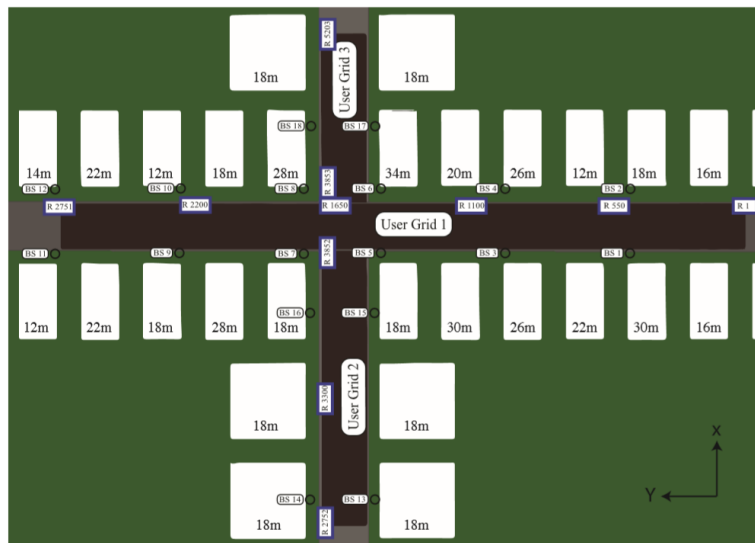 R 5203
User Grid 3
18m
18m
BS 18
BS 17
14m
22m
12m
18m
28m
34m
20m
26m
12m
18m
16m
R 3853
BS 12
BS 10
BS 8
BS 6
BS 4
BS 2
R 2751
R 2200
R 1650
R 1100
R 550
R 1
User Grid 1
R 3852
BS 11
BS 9
BS 7
BS 5
BS 3
BS 1
BS 16
BS 15
12m
22m
18m
28m
18m
18m
30m
26m
22m
30m
16m
R 3300
User Grid 2
18m
18m
X
Y
BS 14
BS 13
R 2752
18m
18m